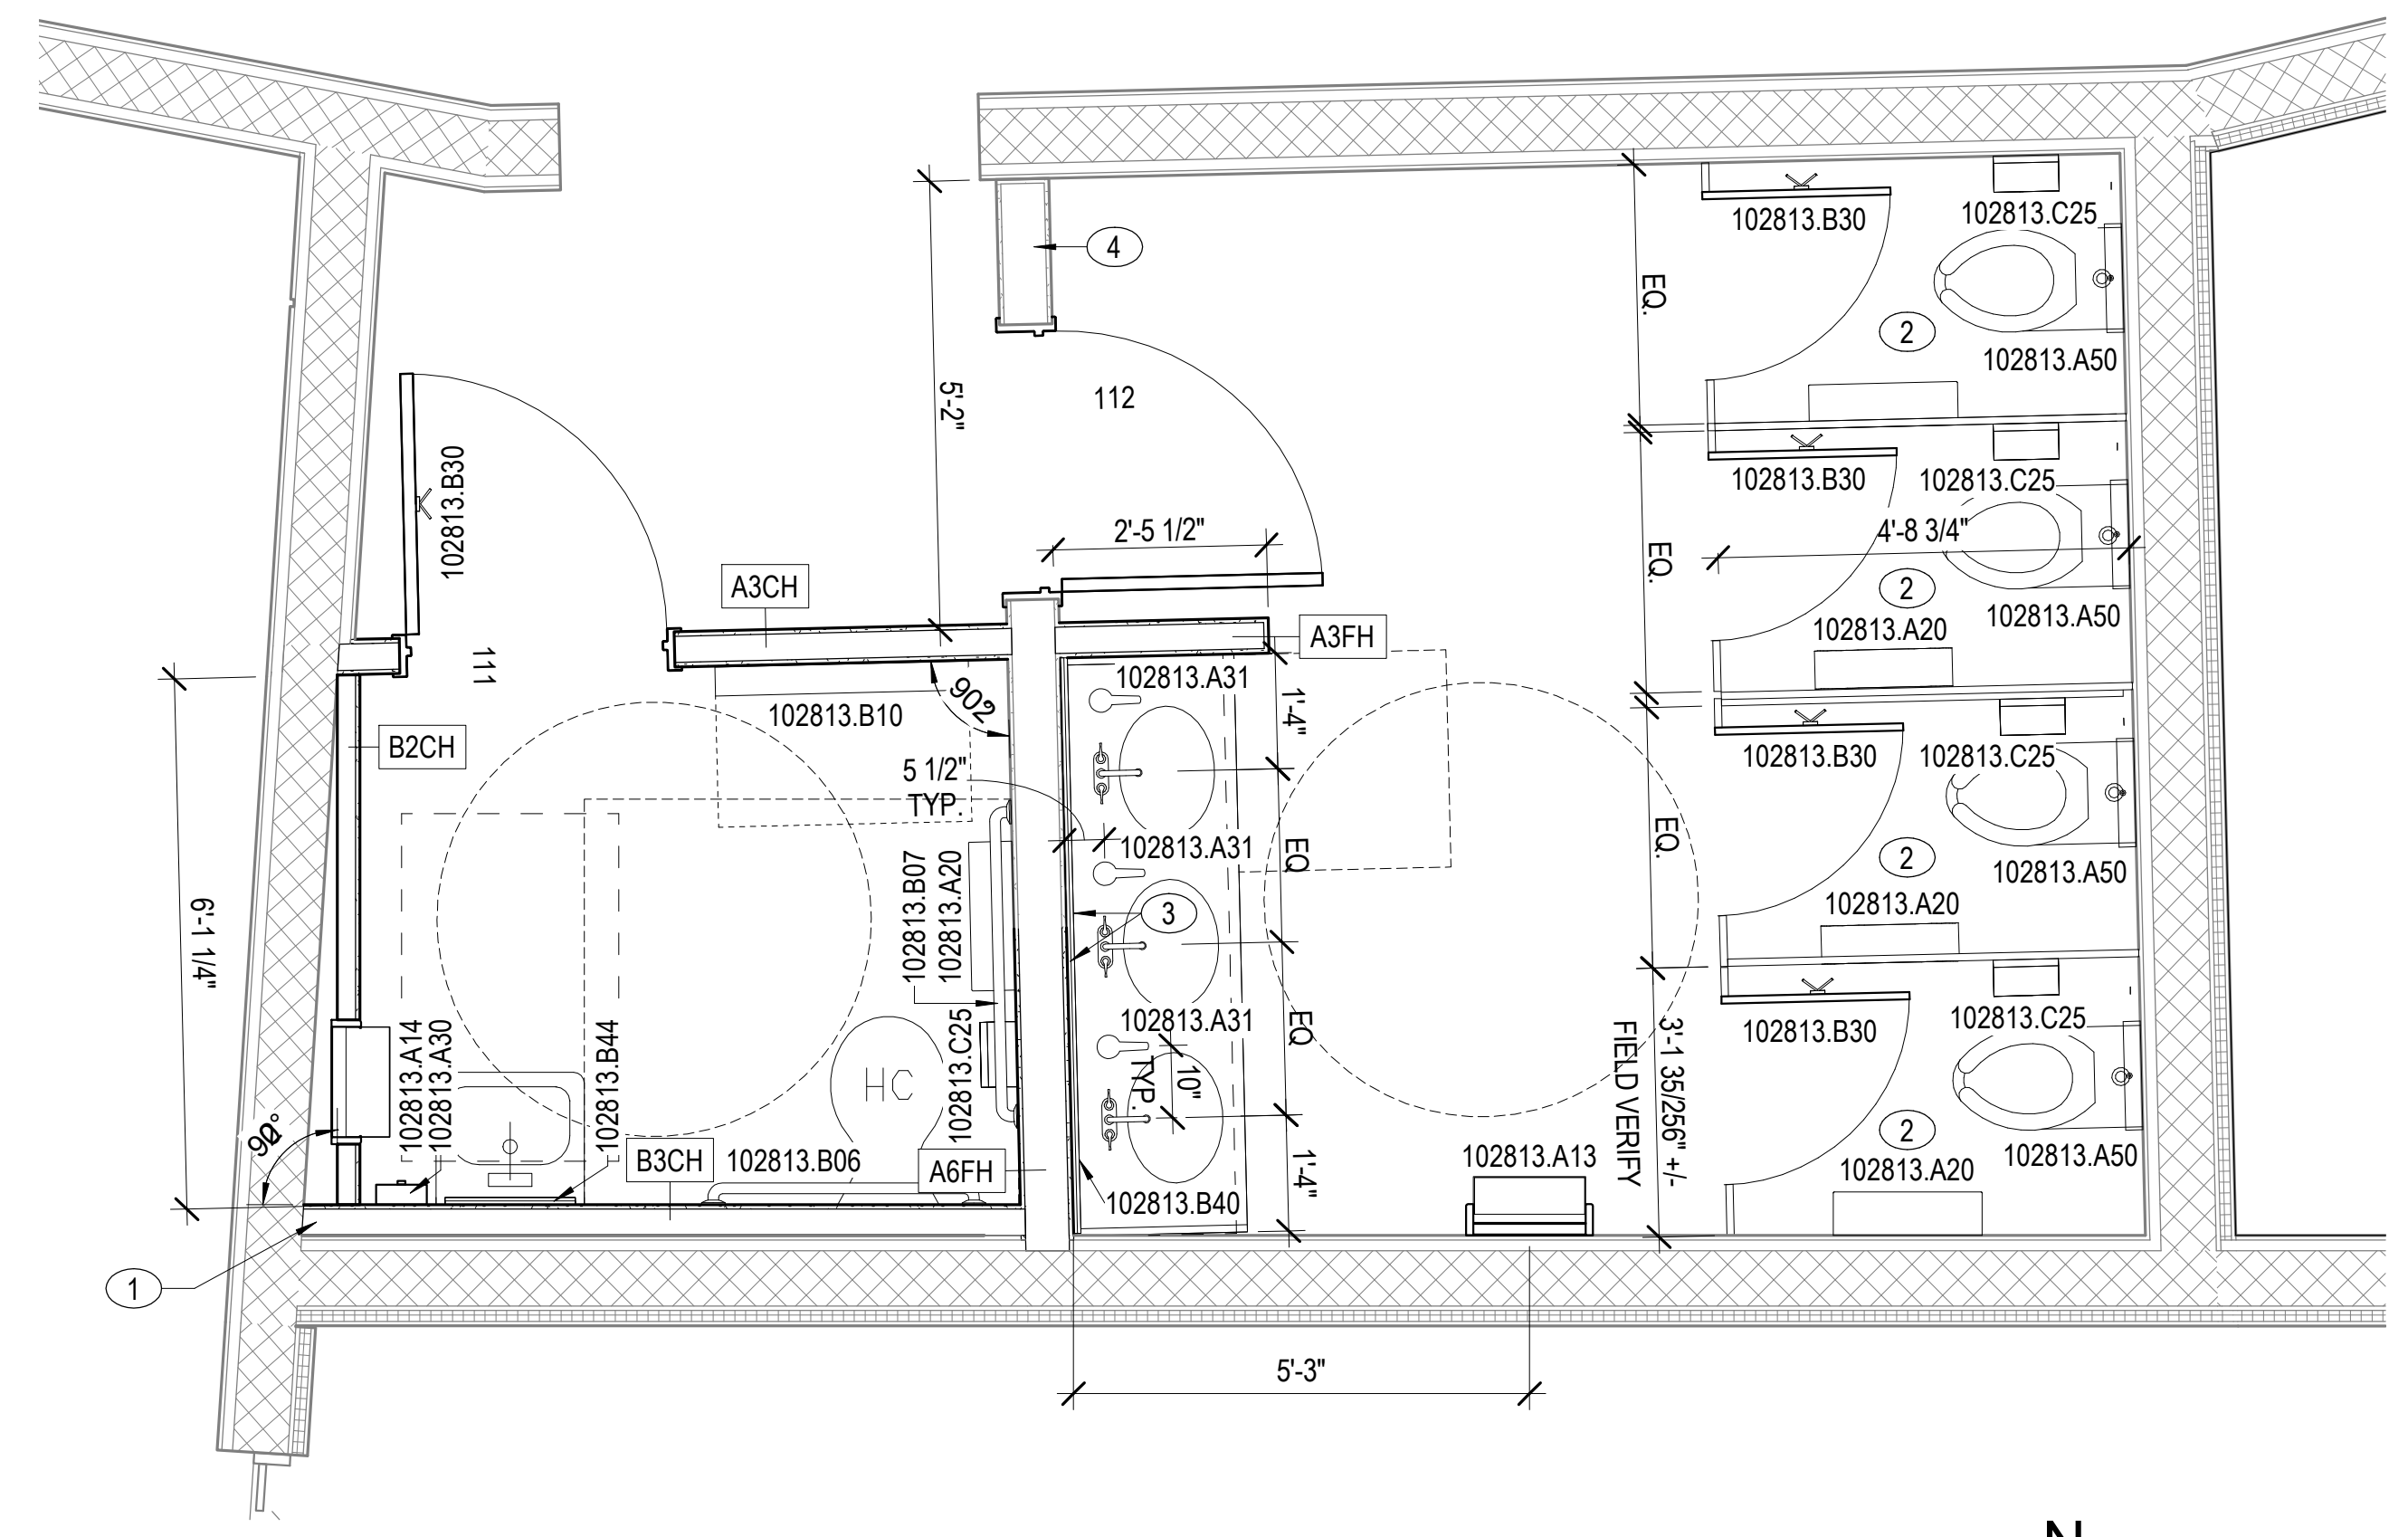 102813.B30
102813.C25
4
EQ.
2
102813.A50
5'-2"
112
102813.B30
102813.B30
102813.C25
2'-5 1/2"
4'-8 3/4"
EQ.
A3CH
2
102813.A50
102813.A20
A3FH
111
102813.A31
1'-4"
902
102813.B10
B2CH
102813.B30
102813.C25
5 1/2"
TYP.
EQ.
102813.A31
EQ
2
102813.A50
102813.B07
102813.A20
102813.A20
3
6'-1 1/4"
102813.A31
EQ
102813.B30
102813.C25
102813.A14
102813.A30
102813.B44
HC
102813.C25
10"
TYP.
3'-1 35/256" +/-
FIELD VERIFY
2
B3CH
102813.B06
A6FH
102813.A13
102813.A20
102813.A50
1'-4"
102813.B40
1
5'-3"
N